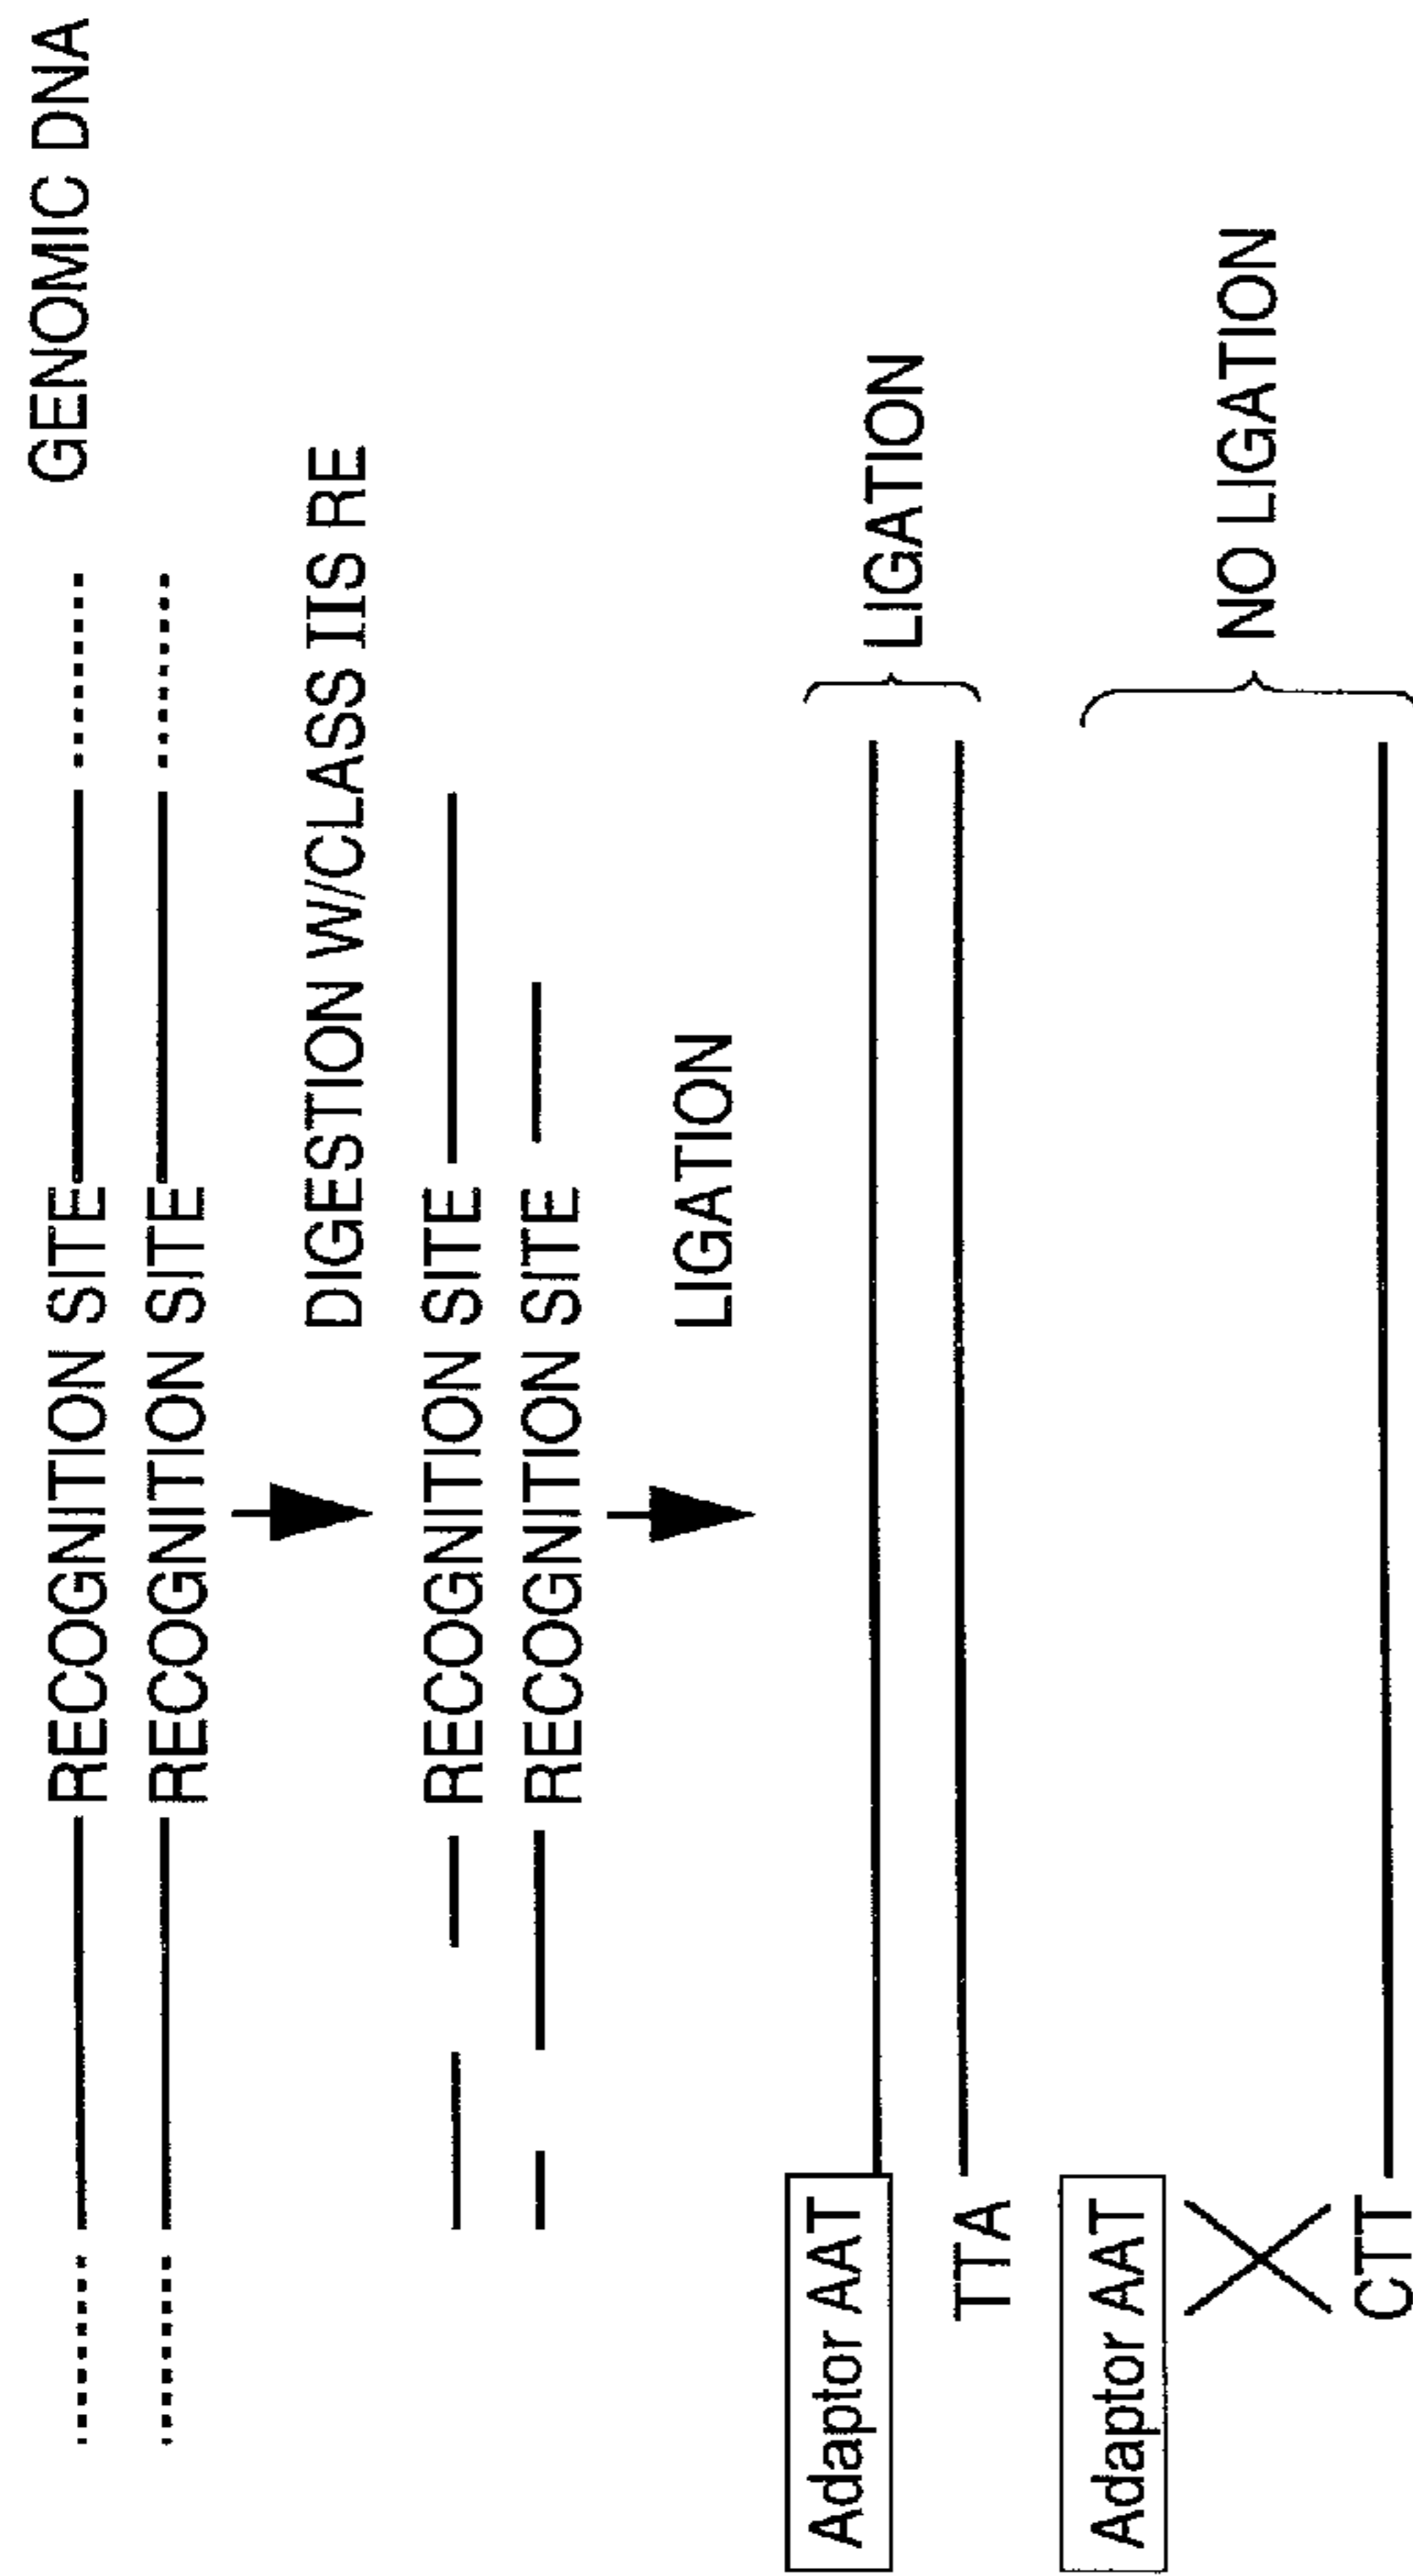 RECOGNITION SITE GENOMIC DNA
RECOGNITION SITE
DIGESTION W/CLASS IIS RE
RECOGNITION SITE
RECOGNITION SITE
LIGATION
Adaptor AAT
TTA
LIGATION
Adaptor AAT
CTT
NO LIGATION